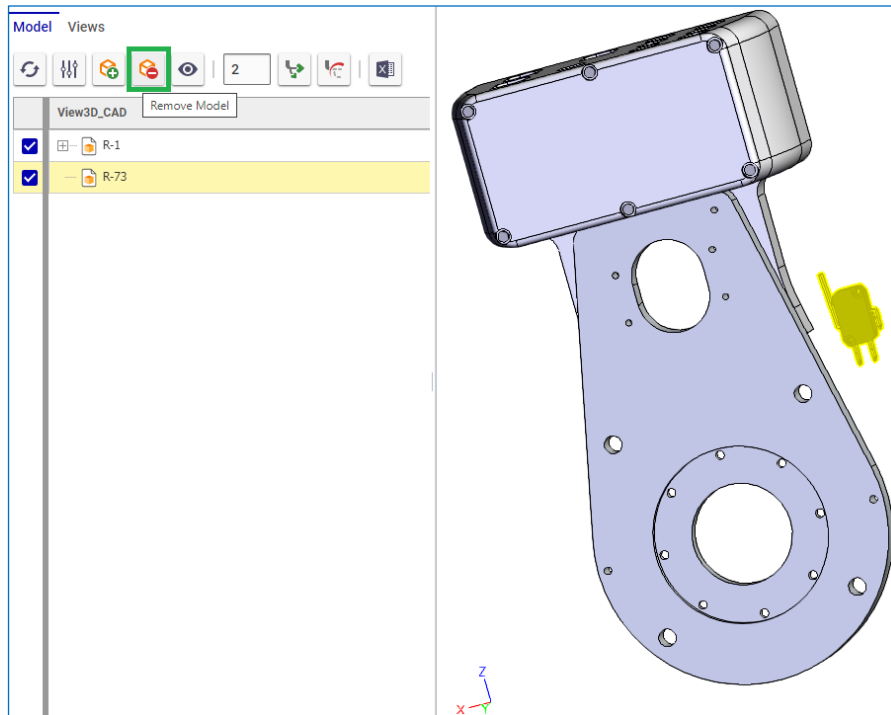 Model Views
2
View3D_CAD
Remove Model
R-1
R-73
Z
X
Y